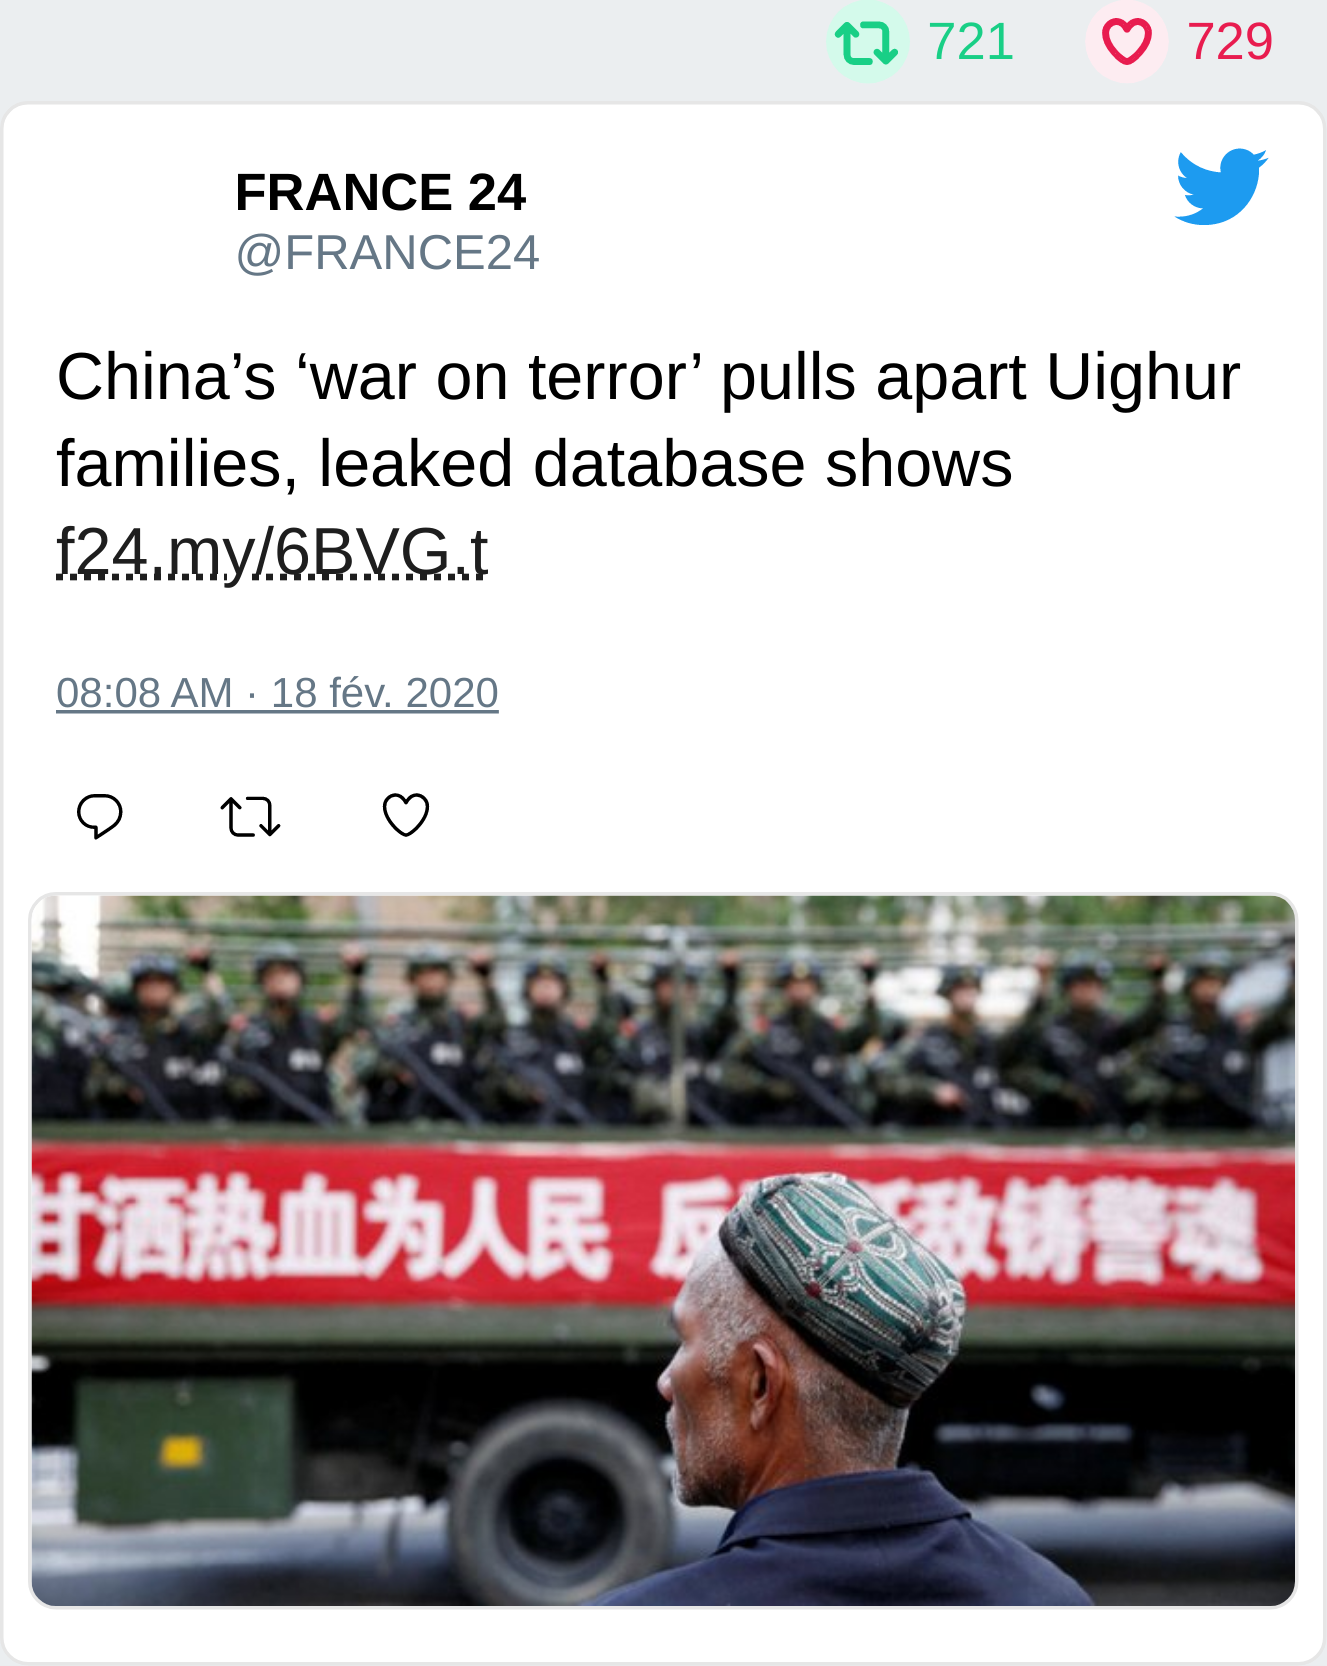 721 729
FRANCE 24
@FRANCE24
China’s ‘war on terror’ pulls apart Uighur
families, leaked database shows
f24.my/6BVG.t
08:08 AM · 18 fév. 2020
甘洒热血为人民 反 敌铸警魂